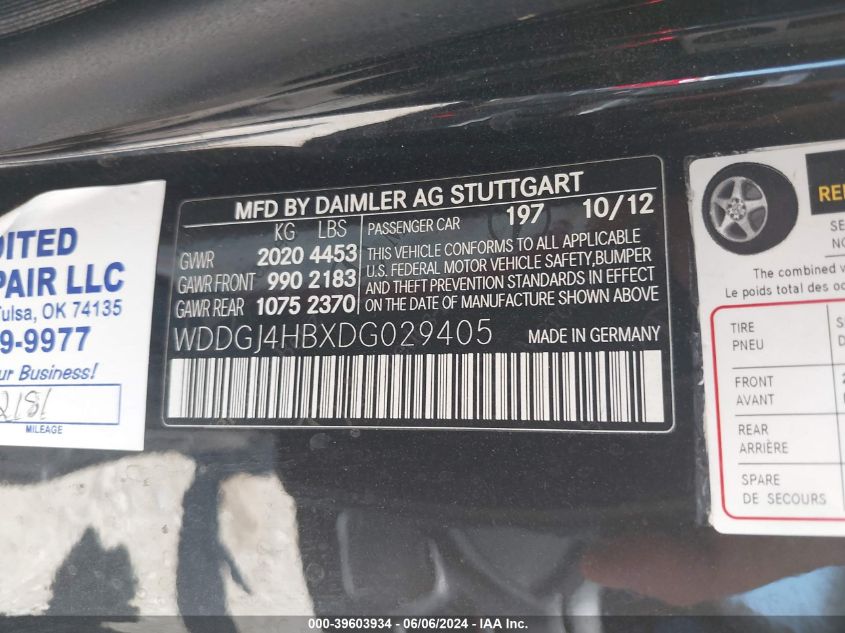 MFD BY DAIMLER AG STUTTGART
KG LBS
GVWR 2020 4453
GAWR FRONT 990 2183
GAWR REAR 1075 2370
PASSENGER CAR 197 10/12
THIS VEHICLE CONFORMS TO ALL APPLICABLE
U.S. FEDERAL MOTOR VEHICLE SAFETY,BUMPER
AND THEFT PREVENTION STANDARDS IN EFFECT
ON THE DATE OF MANUFACTURE SHOWN ABOVE
WDDGJ4HBXDG029405
MADE IN GERMANY
PAIR LLC
Tulsa, OK 74135
9-9977
ur Business!
MILEAGE
The combined
Le poids total des
TIRE
PNEU
FRONT
AVANT
REAR
ARRIÈRE
SPARE
DE SECOURS
000-39603934 - 06/06/2024 - IAA Inc.